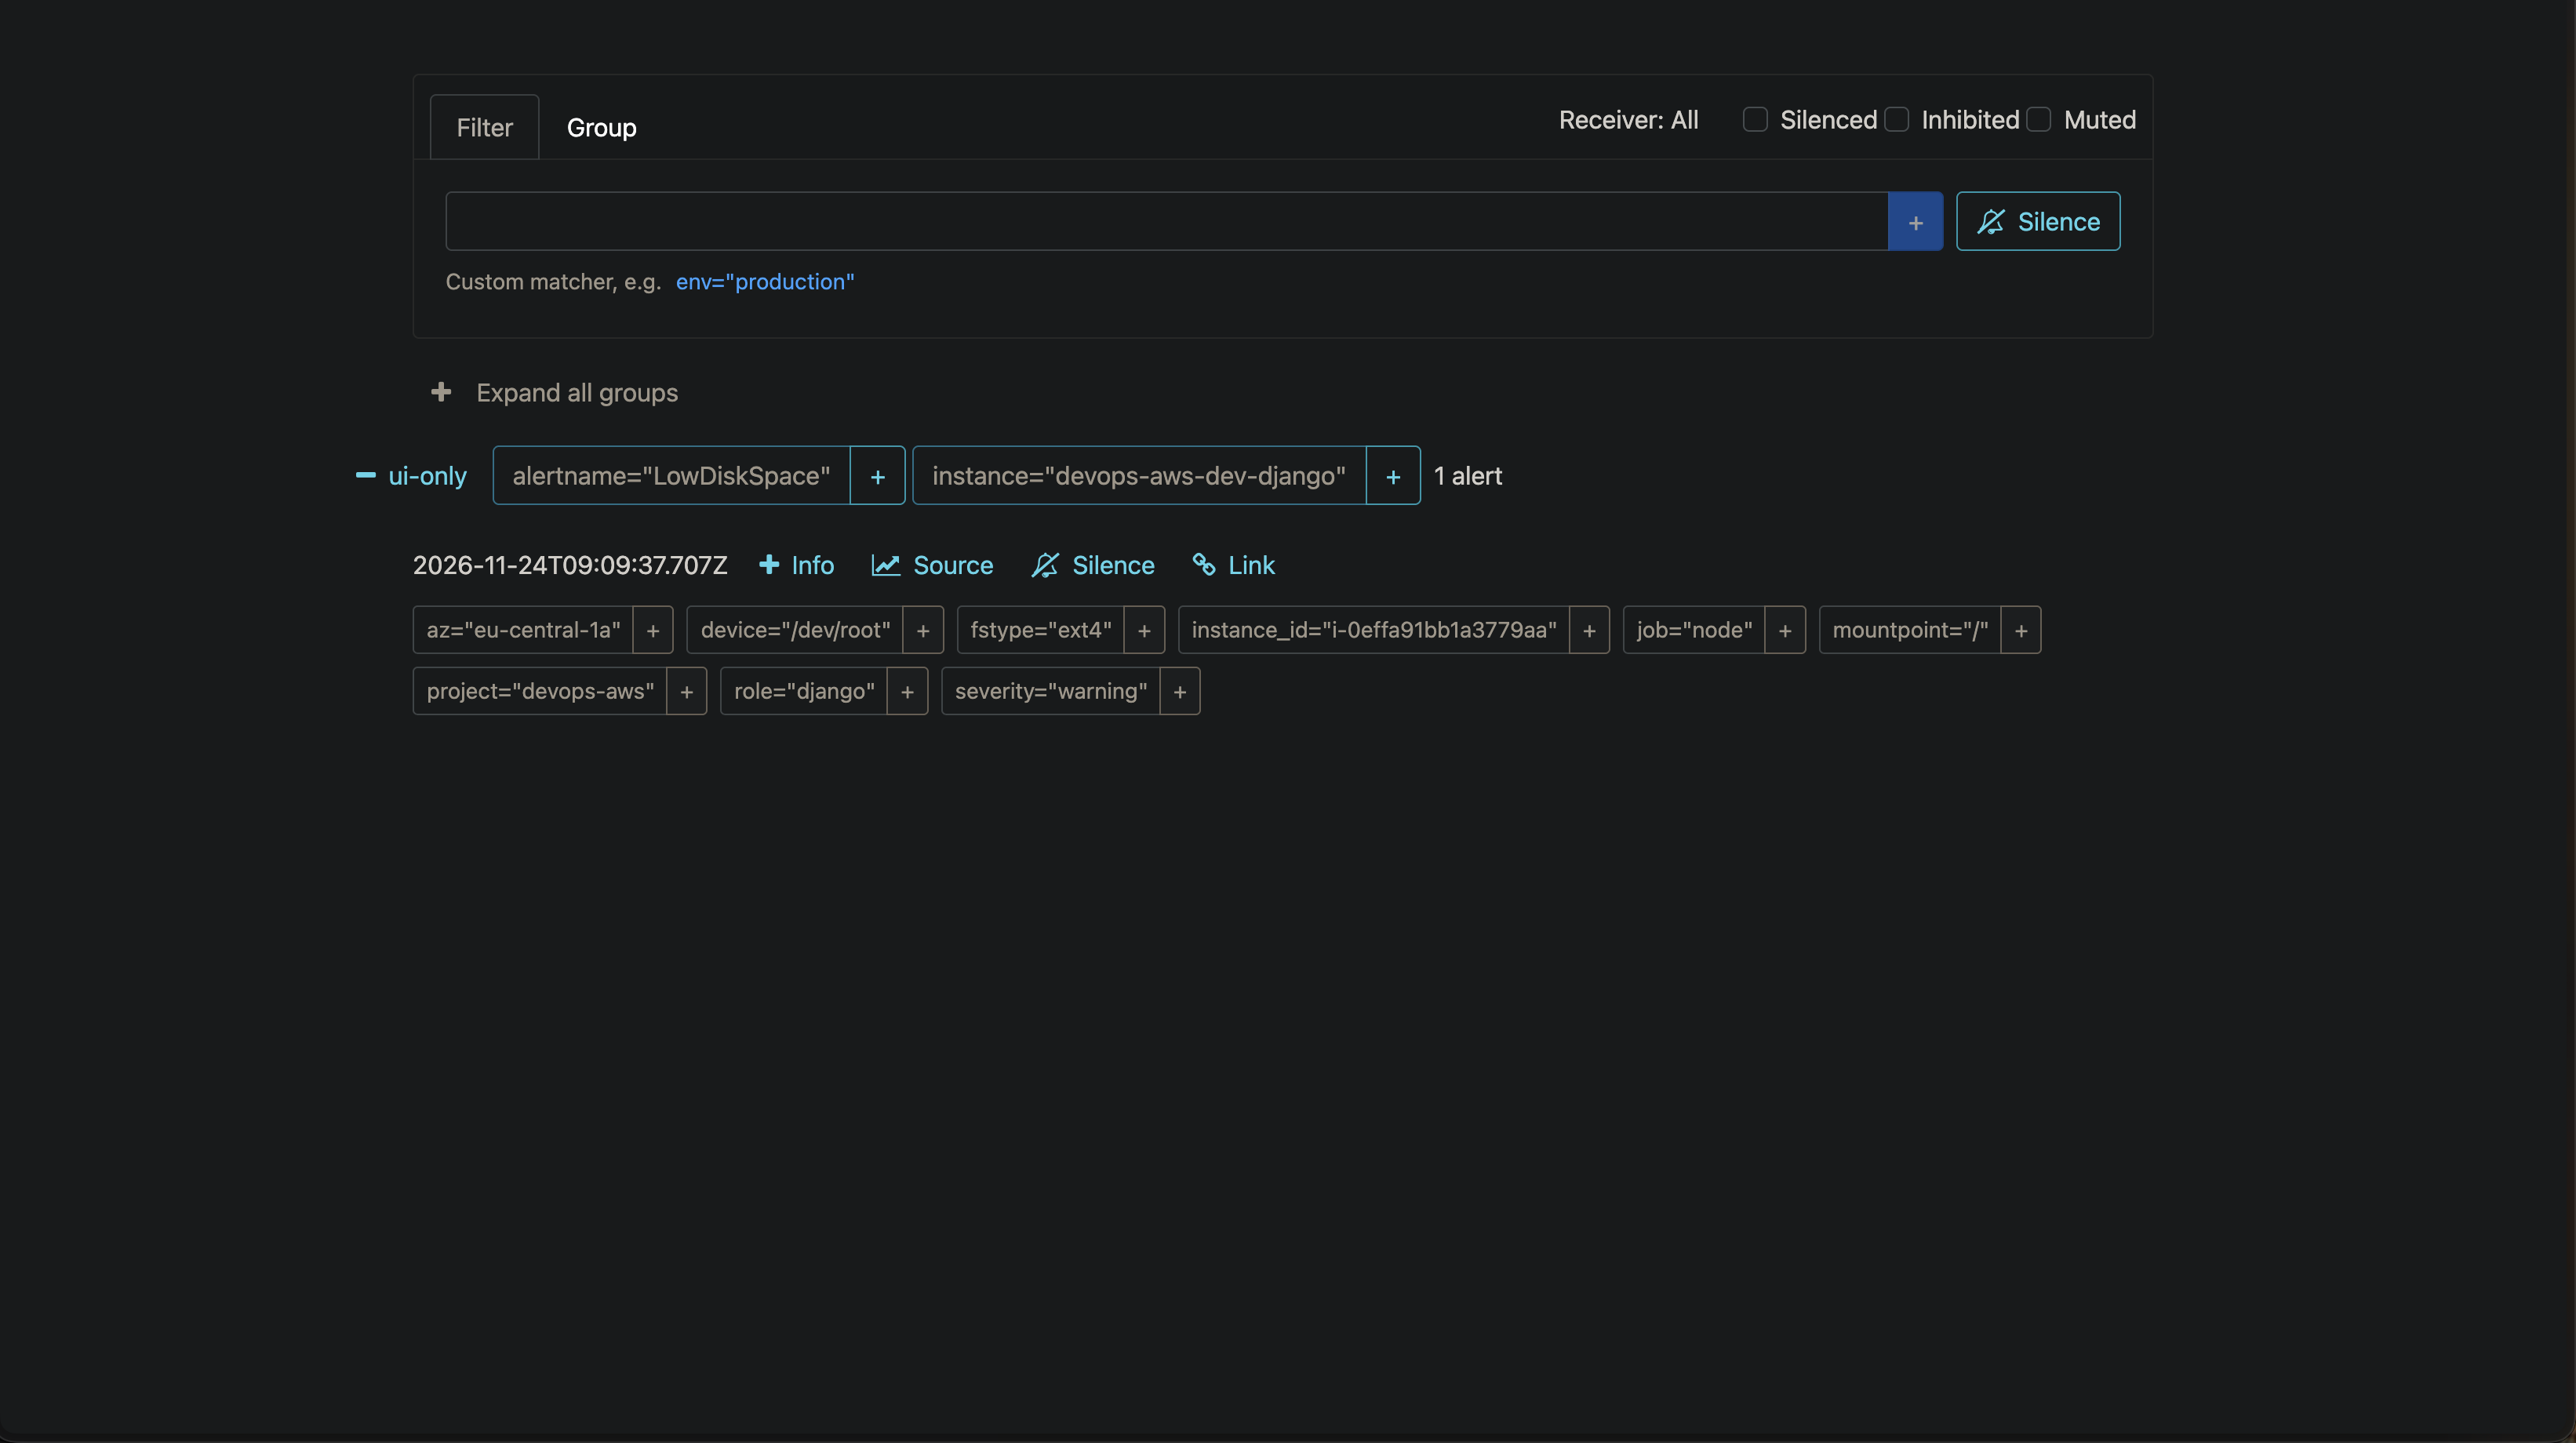 Filter Group Receiver: All Silenced Inhibited Muted
+ Silence
Custom matcher, e.g. env="production"
+ Expand all groups
− ui-only alertname="LowDiskSpace" + instance="devops-aws-dev-django" + 1 alert
2026-11-24T09:09:37.707Z + Info Source Silence Link
az="eu-central-1a" + device="/dev/root" + fstype="ext4" + instance_id="i-0effa91bb1a3779aa" + job="node" + mountpoint="/" +
project="devops-aws" + role="django" + severity="warning" +